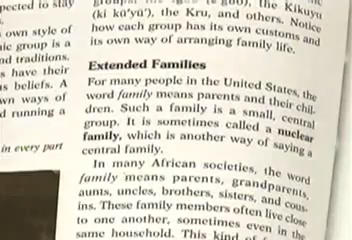 pected to stay
own style of
ic group is a
nd traditions.
s have their
s beliefs. A
wn ways of
d running a
in every part
the Kikuyu
(ki kü'yü), the Kru, and others. Notice
how each group has its own customs and
its own way of arranging family life.
Extended Families
For many people in the United States, the
word family means parents and their chil-
dren. Such a family is a small, central
group. It is sometimes called a nuclear
family, which is another way of saying a
central family.
In many African societies, the word
family means parents, grandparents,
aunts, uncles, brothers, sisters, and cous-
ins. These family members often live close
to one another, sometimes even in the
same household. This kind of